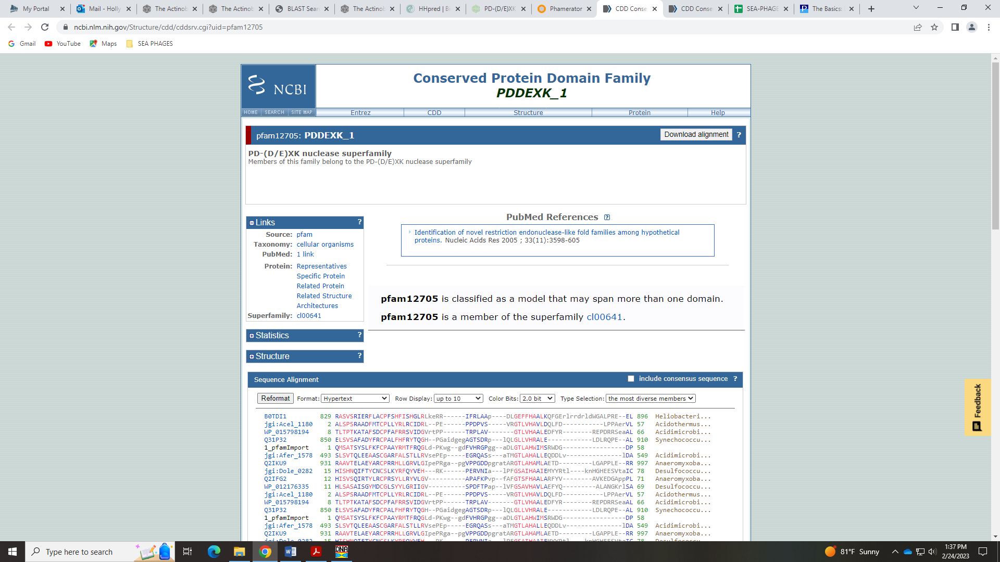 My Portal
Mail - Holly
The Actinob
The Actinob
BLAST Sear
The Actinob
HHpred | Bi
PD-(D/E)XK
Phamerator
CDD Conse
CDD Conse
SEA-PHAGE
The Basics:
ncbi.nlm.nih.gov/Structure/cdd/cddsrv.cgi?uid=pfam12705
Gmail YouTube Maps SEA PHAGES
NCBI
Conserved Protein Domain Family
PDDEXK_1
HOME SEARCH SITE MAP Entrez CDD Structure Protein Help
pfam12705: PDDEXK_1 Download alignment ?
PD-(D/E)XK nuclease superfamily
Members of this family belong to the PD-(D/E)XK nuclease superfamily
Links ?
Source: pfam
Taxonomy: cellular organisms
PubMed: 1 link
Protein: Representatives
Specific Protein
Related Protein
Related Structure
Architectures
Superfamily: cl00641
Statistics ?
Structure ?
PubMed References ?
Identification of novel restriction endonuclease-like fold families among hypothetical
proteins. Nucleic Acids Res 2005 ; 33(11):3598-605
pfam12705 is classified as a model that may span more than one domain.
pfam12705 is a member of the superfamily cl00641.
Sequence Alignment include consensus sequence ?
Reformat Format: Hypertext Row Display: up to 10 Color Bits: 2.0 bit Type Selection: the most diverse members
B0TDI1 829 RASVSRIERFLACPFSHFISHGLRLkeRR------IFRLAAp----DLGEFFHAALKQFGErlrrdrldWGALPRE--EL 896 Heliobacteri...
jgi:Acel_1180 2 ALSPSRAADFMTCPLLYRLRCIDRL--PE------PPDPVS-----VRGTLVHAVLDQLFD-----------LPPAerVL 57 Acidothermus...
WP_015798194 8 TLTPTKATAFSDCPFAFRRSVIDGVrtPP------TRPLAV-------GTLVHAALEDFYR--------REPDRRSeaAL 66 Acidimicrobi...
Q31P32 850 ELSVSAFADYFRCPALFHFRYTQGH--PGaidgegAGTSDRp---lQLGLLVHRALE------------LDLRQPE--AL 910 Synechococcu...
1_pfamImport 1 QMSATSYSLFKFCPAAYRMTFRQGLd-PKwg--gdFVHRGPgg--aDLGTLAHWIMSRWDG-----------------DP 58
jgi:Afer_1578 493 SLSVTQLEEAASCGARFALSTLLRVsePEp-----EGRQASs---aTMGTLAHALLEQDDLv---------------lDA 549 Acidimicrobi...
Q2IKU9 931 RAAVTELAEYARCPRRHLLGRVLGIpePRga--pgVPPGDDpgratARGTLAHAMLAETD---------LGAPPLE--RR 997 Anaeromyxoba...
jgi:Dole_0282 15 HISHNQIFTYCNCSLKYRFQYVEH---RK------PERVNIa---lPFGSAIHAAIEMYYRtl----knHGHEESVtaIC 78 Desulfococcu...
Q2IFG2 12 HISVSQIRTYLRCPRSYLLRYVLGV----------APAFKPvp--fAFGTSFHAALARFYV--------AVKEDGAppPL 71 Anaeromyxoba...
WP_012176335 11 HLSASAISGYMDCGLSYYLGRIIGV----------SPDFTPap--lVFGSAVHAVLAEFYQ---------ALANGKrlSA 69 Desulfococcu...
jgi:Acel_1180 2 ALSPSRAADFMTCPLLYRLRCIDRL--PE------PPDPVS-----VRGTLVHAVLDQLFD-----------LPPAerVL 57 Acidothermus...
WP_015798194 8 TLTPTKATAFSDCPFAFRRSVIDGVrtPP------TRPLAV-------GTLVHAALEDFYR--------REPDRRSeaAL 66 Acidimicrobi...
Q31P32 850 ELSVSAFADYFRCPALFHFRYTQGH--PGaidgegAGTSDRp---lQLGLLVHRALE------------LDLRQPE--AL 910 Synechococcu...
1_pfamImport 1 QMSATSYSLFKFCPAAYRMTFRQGLd-PKwg--gdFVHRGPgg--aDLGTLAHWIMSRWDG-----------------DP 58
jgi:Afer_1578 493 SLSVTQLEEAASCGARFALSTLLRVsePEp-----EGRQASs---aTMGTLAHALLEQDDLv---------------lDA 549 Acidimicrobi...
Q2IKU9 931 RAAVTELAEYARCPRRHLLGRVLGIpePRga--pgVPPGDDpgratARGTLAHAMLAETD---------LGAPPLE--RR 997 Anaeromyxoba...
Feedback
Type here to search
DNA
81°F Sunny
1:37 PM
2/24/2023